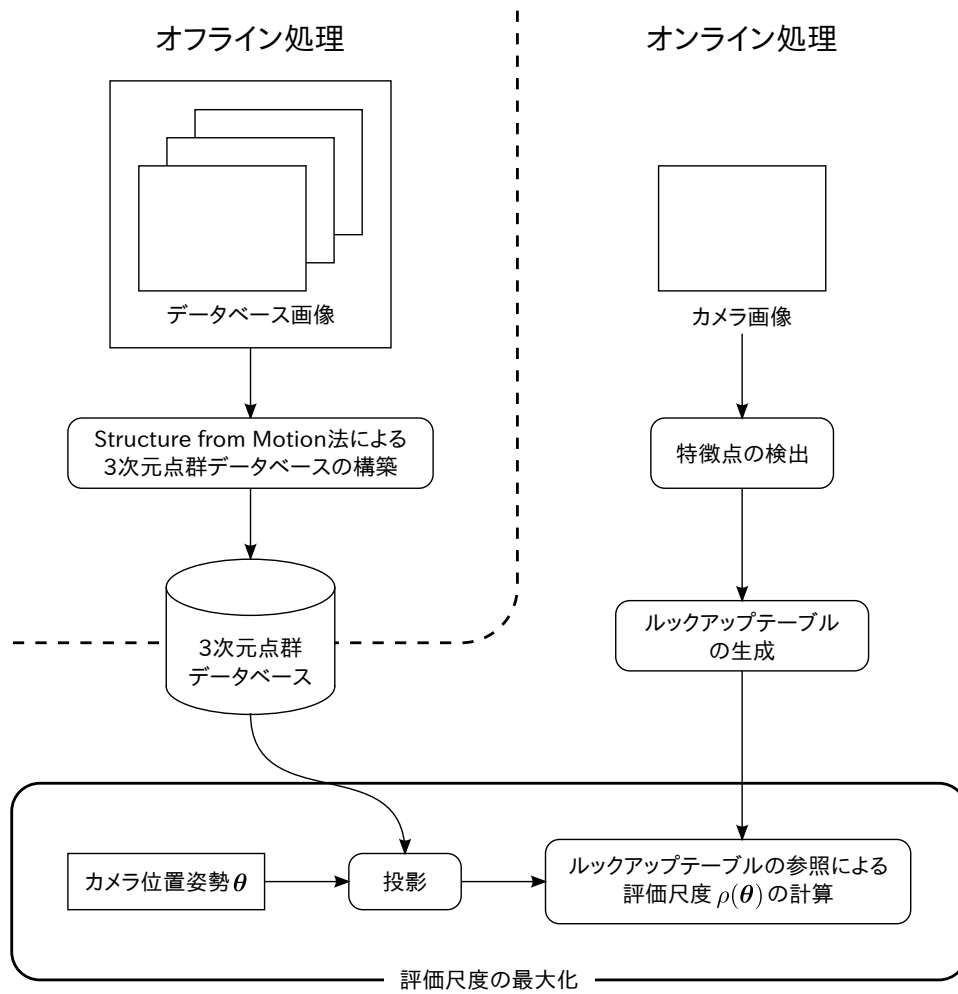 オフライン処理
データベース画像
Structure from Motion法による
3次元点群データベースの構築
3次元点群
データベース
オンライン処理
カメラ画像
特徴点の検出
ルックアップテーブル
の生成
カメラ位置姿勢θ
投影
ルックアップテーブルの参照による
評価尺度 ρ(θ) の計算
評価尺度の最大化